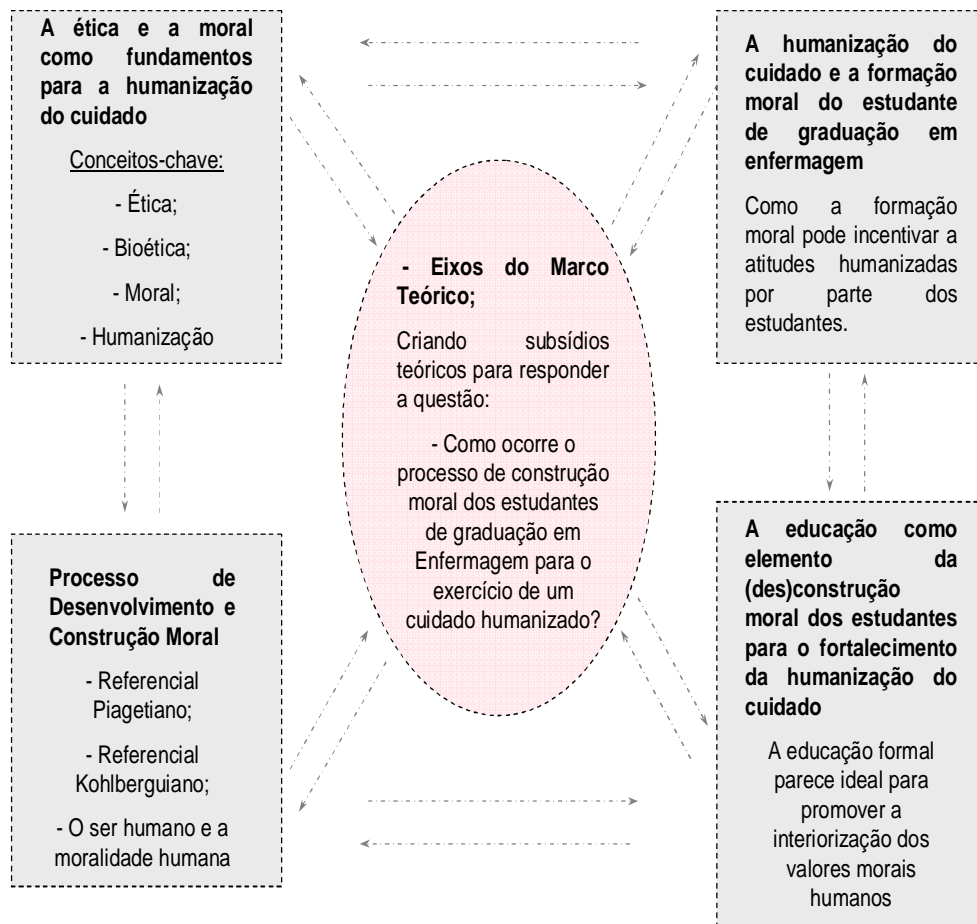 A ética e a moral
como fundamentos
para a humanização
do cuidado
Conceitos-chave:
- Ética;
- Bioética;
- Moral;
- Humanização
A humanização do
cuidado e a formação
moral do estudante
de graduação em
enfermagem
Como a formação
moral pode incentivar a
atitudes humanizadas
por parte dos
estudantes.
- Eixos do Marco
Teórico;
Criando subsídios
teóricos para responder
a questão:
- Como ocorre o
processo de construção
moral dos estudantes
de graduação em
Enfermagem para o
exercício de um
cuidado humanizado?
Processo de
Desenvolvimento e
Construção Moral
- Referencial
Piagetiano;
- Referencial
Kohlberguiano;
- O ser humano e a
moralidade humana
A educação como
elemento da
(des)construção
moral dos estudantes
para o fortalecimento
da humanização do
cuidado
A educação formal
parece ideal para
promover a
interiorização dos
valores morais
humanos